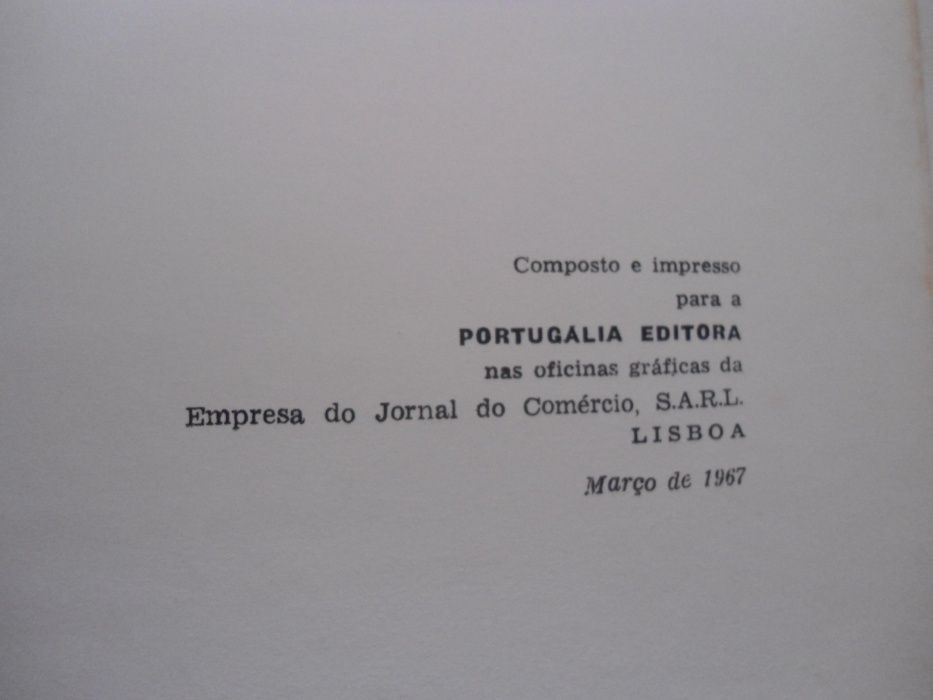 Composto e impresso
para a
PORTUGÁLIA EDITORA
nas oficinas gráficas da
Empresa do Jornal do Comércio, S.A.R.L.
LISBOA
Março de 1967